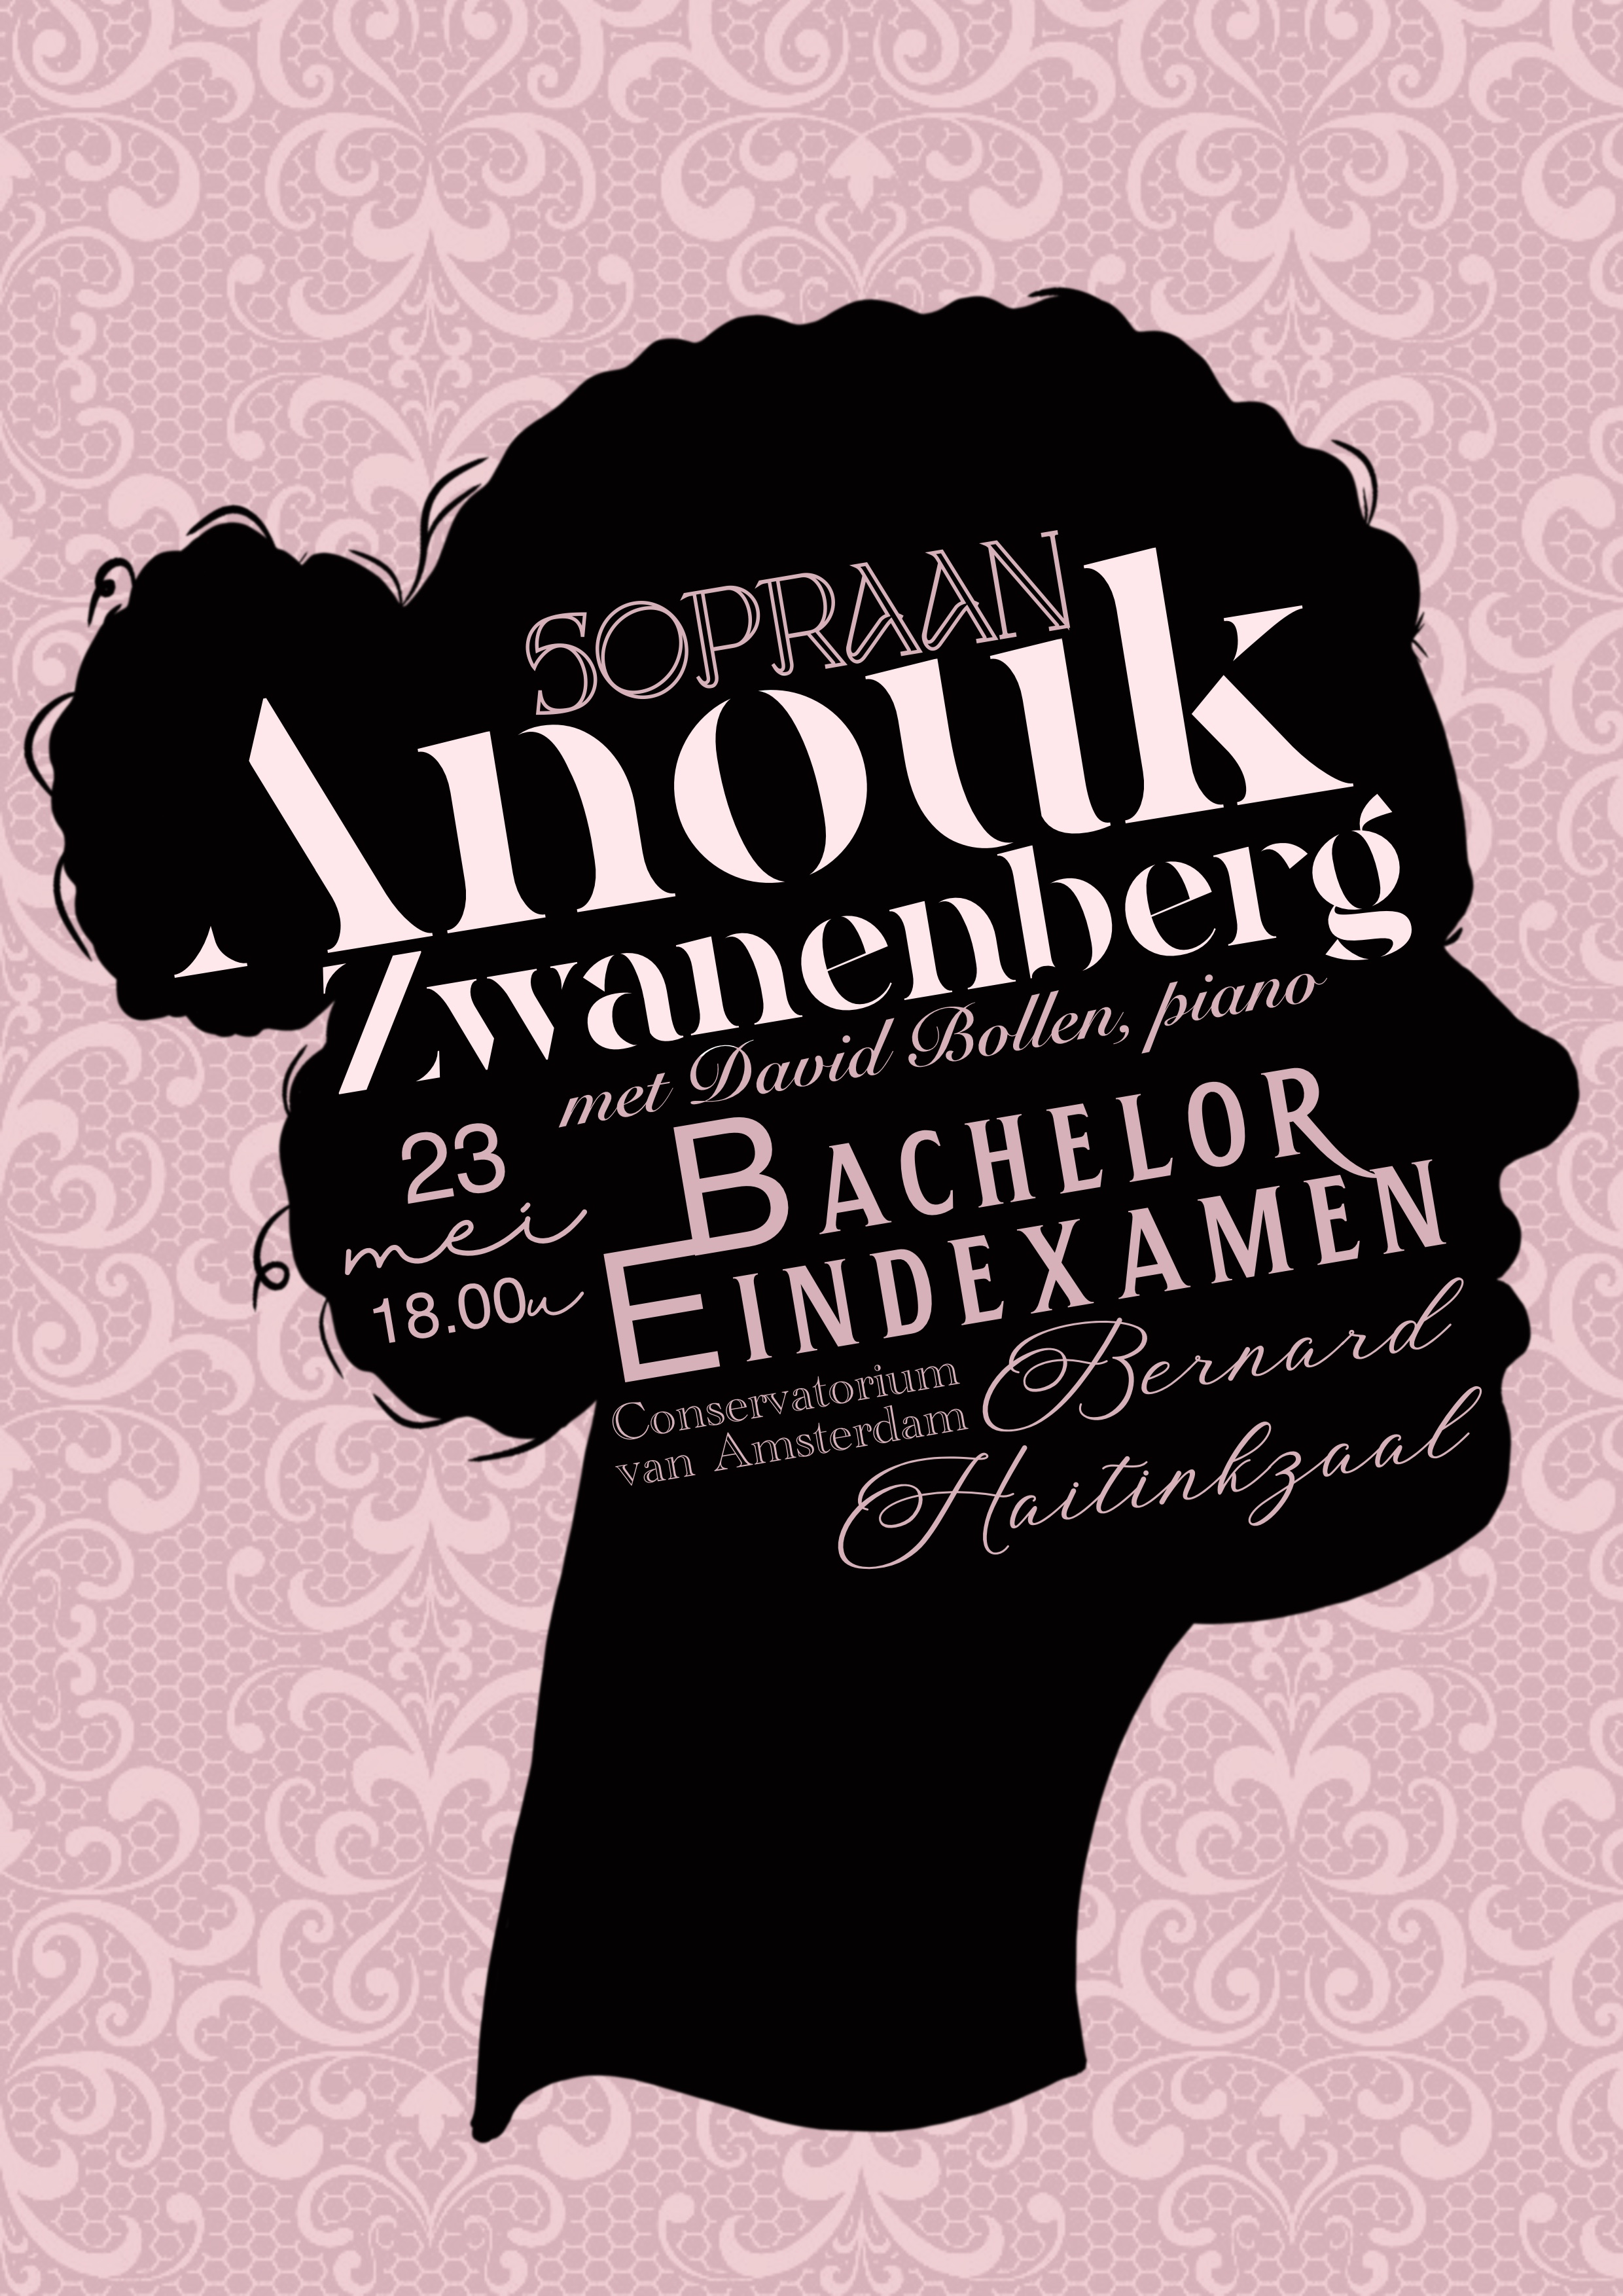 SOPRAAN
Anouk
Zwanenberg
met David Bollen, piano
23
mei
18.00u
BACHELOR
EINDEXAMEN
Conservatorium
van Amsterdam
Bernard
Haitinkzaal